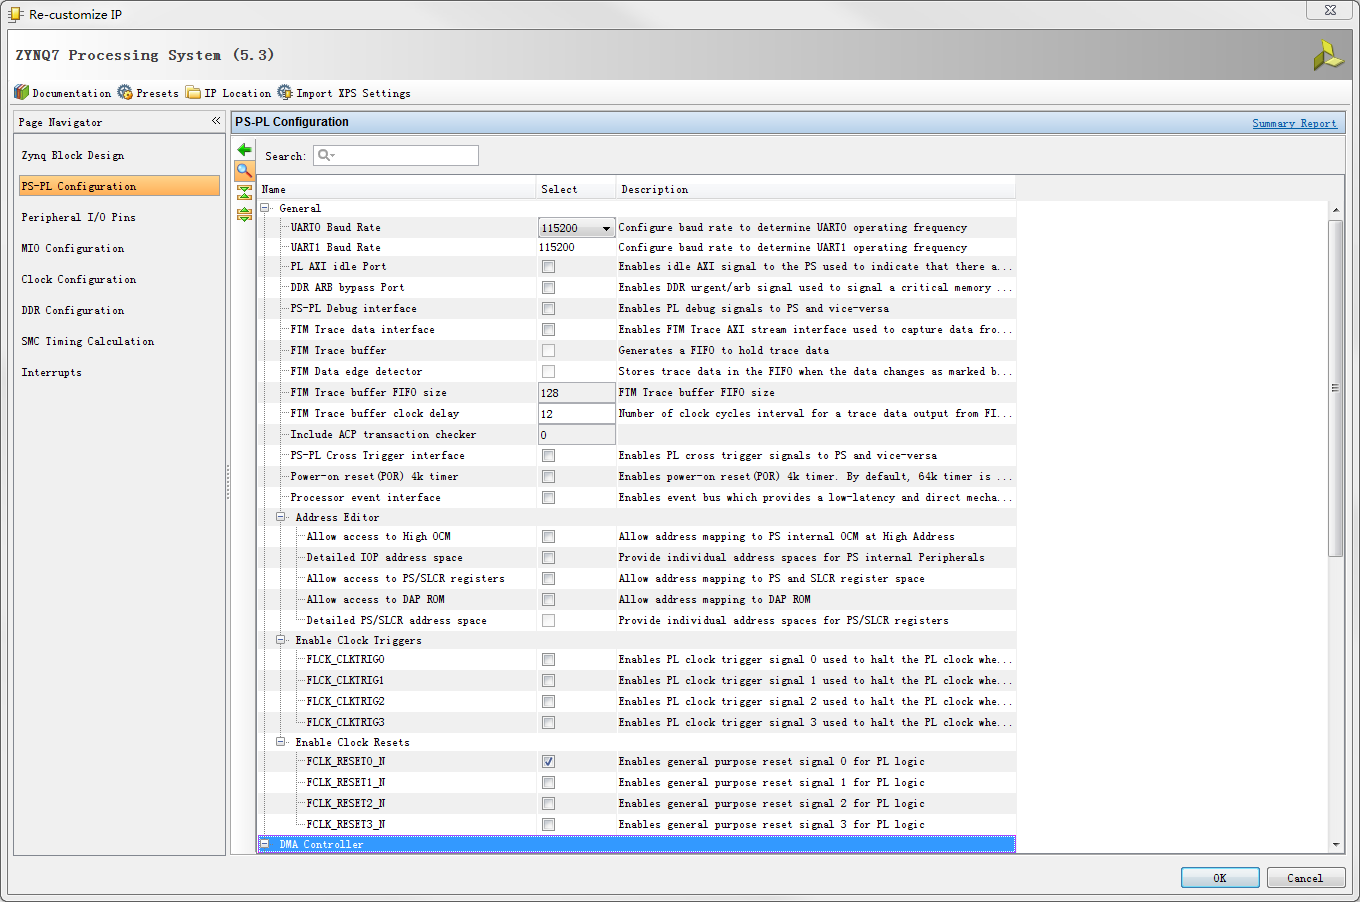 Re-customize IP
ZYNQ7 Processing System (5.3)
Documentation Presets IP Location Import XPS Settings
Page Navigator «
Zynq Block Design
PS-PL Configuration
Peripheral I/O Pins
MIO Configuration
Clock Configuration
DDR Configuration
SMC Timing Calculation
Interrupts
PS-PL Configuration Summary Report
Search:
Name Select Description
General
UART0 Baud Rate 115200 Configure baud rate to determine UART0 operating frequency
UART1 Baud Rate 115200 Configure baud rate to determine UART1 operating frequency
PL AXI idle Port Enables idle AXI signal to the PS used to indicate that there a...
DDR ARB bypass Port Enables DDR urgent/arb signal used to signal a critical memory ...
PS-PL Debug interface Enables PL debug signals to PS and vice-versa
FTM Trace data interface Enables FTM Trace AXI stream interface used to capture data fro...
FTM Trace buffer Generates a FIFO to hold trace data
FTM Data edge detector Stores trace data in the FIFO when the data changes as marked b...
FTM Trace buffer FIFO size 128 FTM Trace buffer FIFO size
FTM Trace buffer clock delay 12 Number of clock cycles interval for a trace data output from FI...
Include ACP transaction checker 0
PS-PL Cross Trigger interface Enables PL cross trigger signals to PS and vice-versa
Power-on reset(POR) 4k timer Enables power-on reset(POR) 4k timer. By default, 64k timer is ...
Processor event interface Enables event bus which provides a low-latency and direct mecha...
Address Editor
Allow access to High OCM Allow address mapping to PS internal OCM at High Address
Detailed IOP address space Provide individual address spaces for PS internal Peripherals
Allow access to PS/SLCR registers Allow address mapping to PS and SLCR register space
Allow access to DAP ROM Allow address mapping to DAP ROM
Detailed PS/SLCR address space Provide individual address spaces for PS/SLCR registers
Enable Clock Triggers
FLCK_CLKTRIG0 Enables PL clock trigger signal 0 used to halt the PL clock whe...
FLCK_CLKTRIG1 Enables PL clock trigger signal 1 used to halt the PL clock whe...
FLCK_CLKTRIG2 Enables PL clock trigger signal 2 used to halt the PL clock whe...
FLCK_CLKTRIG3 Enables PL clock trigger signal 3 used to halt the PL clock whe...
Enable Clock Resets
FCLK_RESET0_N Enables general purpose reset signal 0 for PL logic
FCLK_RESET1_N Enables general purpose reset signal 1 for PL logic
FCLK_RESET2_N Enables general purpose reset signal 2 for PL logic
FCLK_RESET3_N Enables general purpose reset signal 3 for PL logic
DMA Controller
OK Cancel